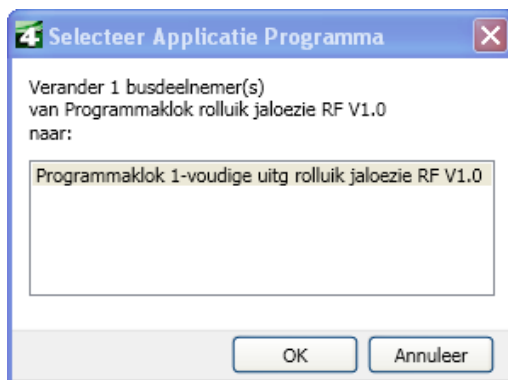 4 Selecteer Applicatie Programma
Verander 1 busdeelnemer(s)
van Programmaklok rolluik jaloezie RF V1.0
naar:
Programmaklok 1-voudige uitg rolluik jaloezie RF V1.0
OK
Annuleer